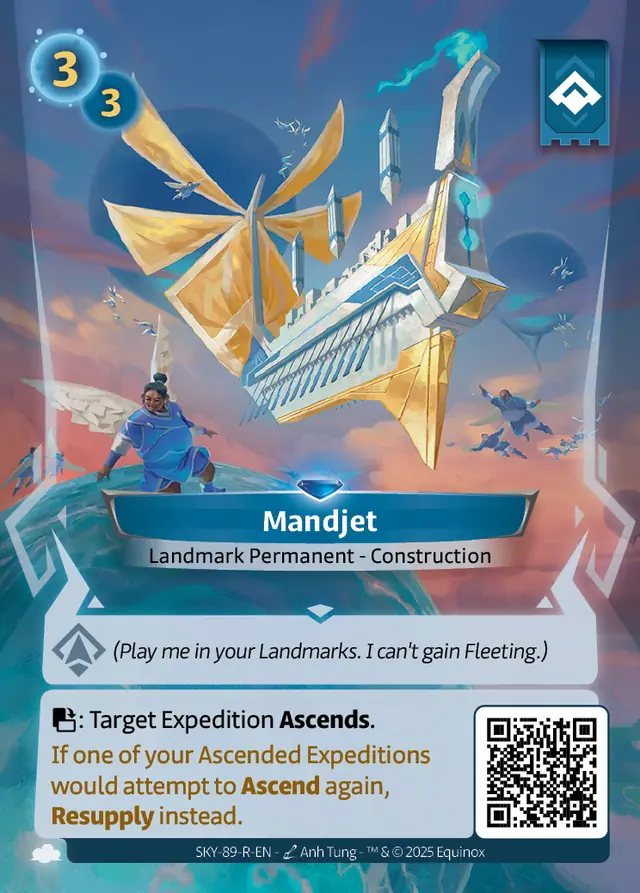 3
3
Mandjet
Landmark Permanent - Construction
(Play me in your Landmarks. I can't gain Fleeting.)
: Target Expedition Ascends.
If one of your Ascended Expeditions
would attempt to Ascend again,
Resupply instead.
SKY-89-R-EN - Anh Tung - ™ & © 2025 Equinox